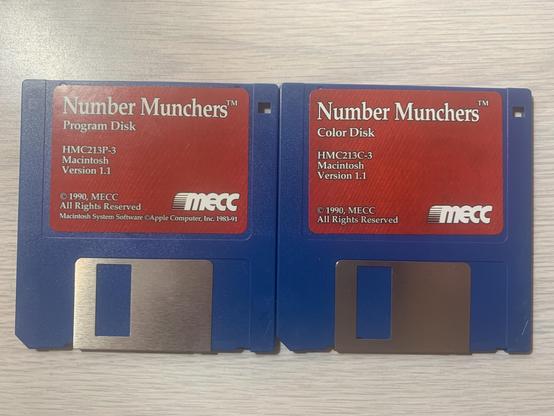 Number Munchers™
Program Disk
HMC213P-3
Macintosh
Version 1.1
© 1990, MECC
All Rights Reserved
mecc
Macintosh System Software ©Apple Computer, Inc. 1983-91
Number Munchers™
Color Disk
HMC213C-3
Macintosh
Version 1.1
© 1990, MECC
All Rights Reserved
mecc